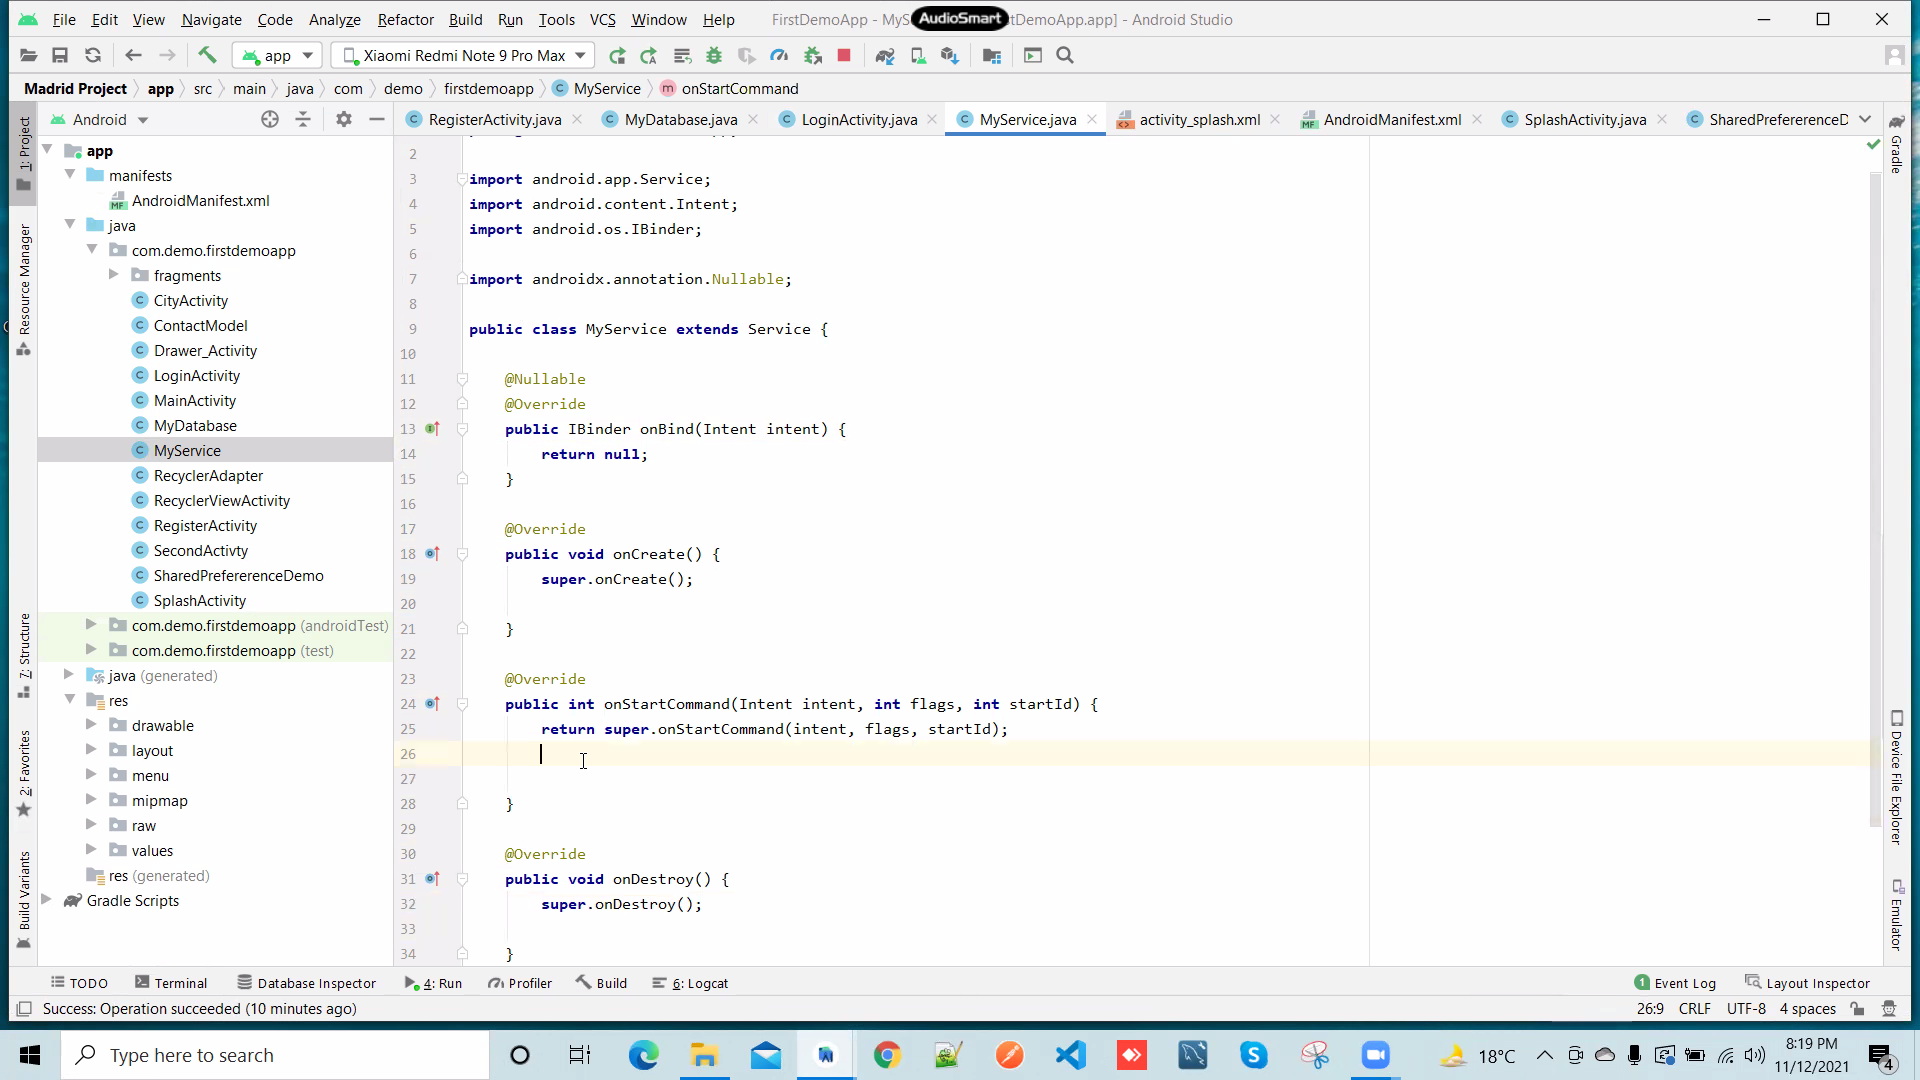 File Edit View Navigate Code Analyze Refactor Build Run Tools VCS Window Help FirstDemoApp - MyS AudioSmart tDemoApp.app] - Android Studio
app Xiaomi Redmi Note 9 Pro Max
Madrid Project app src main java com demo firstdemoapp MyService onStartCommand
Android RegisterActivity.java MyDatabase.java LoginActivity.java MyService.java activity_splash.xml AndroidManifest.xml SplashActivity.java SharedPrefererenceD
1: Project
Resource Manager
7: Structure
2: Favorites
Build Variants
app
manifests
AndroidManifest.xml
java
com.demo.firstdemoapp
fragments
CityActivity
ContactModel
Drawer_Activity
LoginActivity
MainActivity
MyDatabase
MyService
RecyclerAdapter
RecyclerViewActivity
RegisterActivity
SecondActivty
SharedPrefererenceDemo
SplashActivity
com.demo.firstdemoapp (androidTest)
com.demo.firstdemoapp (test)
java (generated)
res
drawable
layout
menu
mipmap
raw
values
res (generated)
Gradle Scripts
2
3 import android.app.Service;
4 import android.content.Intent;
5 import android.os.IBinder;
6
7 import androidx.annotation.Nullable;
8
9 public class MyService extends Service {
10
11 @Nullable
12 @Override
13 public IBinder onBind(Intent intent) {
14 return null;
15 }
16
17 @Override
18 public void onCreate() {
19 super.onCreate();
20
21 }
22
23 @Override
24 public int onStartCommand(Intent intent, int flags, int startId) {
25 return super.onStartCommand(intent, flags, startId);
26
27
28 }
29
30 @Override
31 public void onDestroy() {
32 super.onDestroy();
33
34 }
Gradle
Device File Explorer
Emulator
TODO Terminal Database Inspector 4: Run Profiler Build 6: Logcat 1 Event Log Layout Inspector
Success: Operation succeeded (10 minutes ago) 26:9 CRLF UTF-8 4 spaces
Type here to search 18°C 8:19 PM
11/12/2021 4